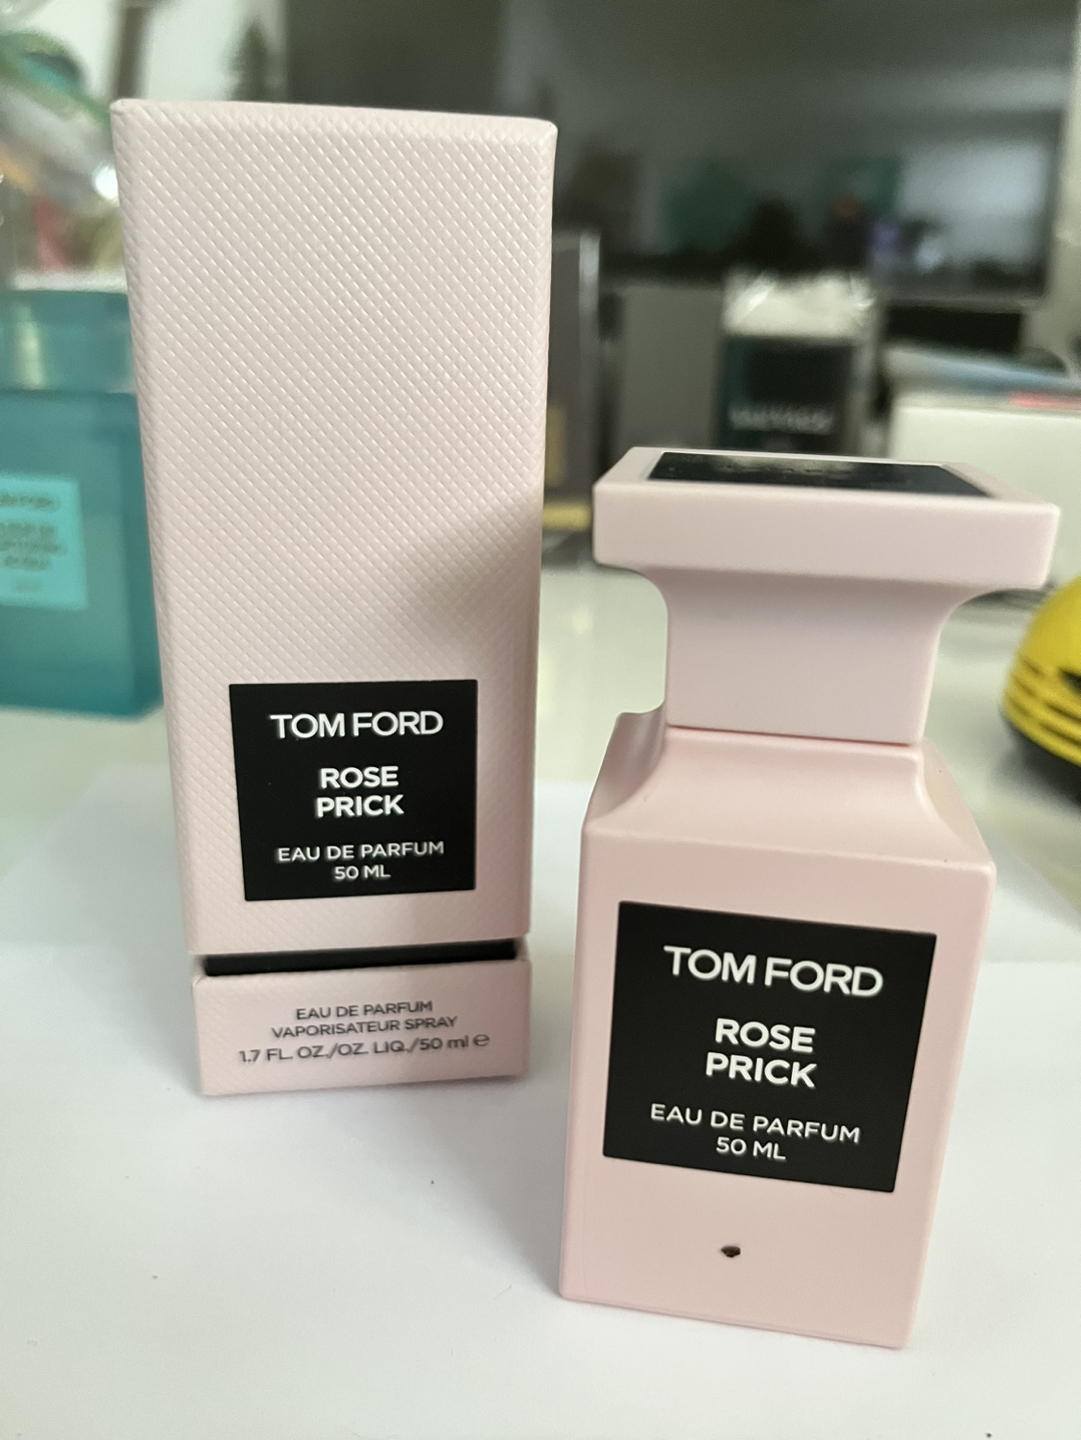 TOM FORD
ROSE
PRICK
EAU DE PARFUM
50 ML
EAU DE PARFUM
VAPORISATEUR SPRAY
1.7 FL. OZ./OZ. LIQ./50 ml e
TOM FORD
ROSE
PRICK
EAU DE PARFUM
50 ML